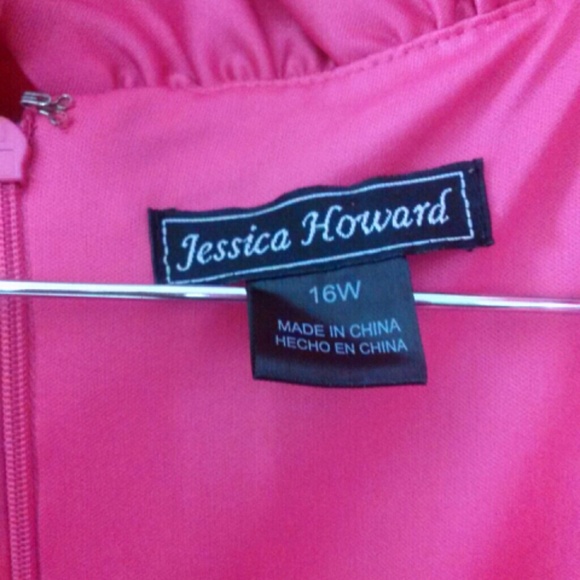 Jessica Howard
16W
MADE IN CHINA
HECHO EN CHINA